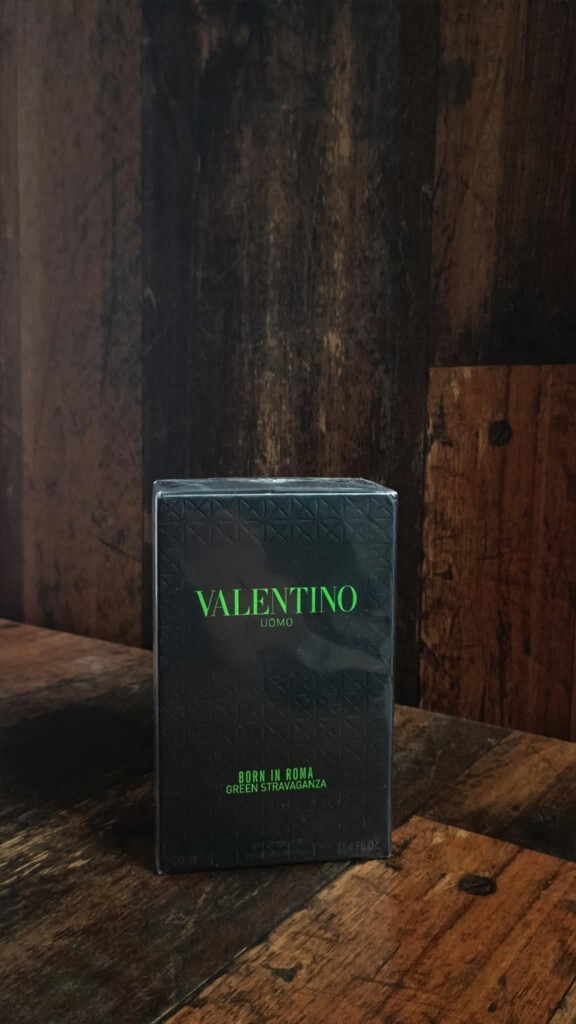 VALENTINO
UOMO
BORN IN ROMA
GREEN STRAVAGANZA